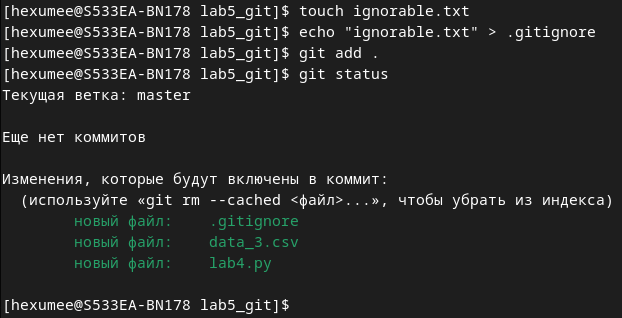 [hexumee@S533EA-BN178 lab5_git]$ touch ignorable.txt
[hexumee@S533EA-BN178 lab5_git]$ echo "ignorable.txt" > .gitignore
[hexumee@S533EA-BN178 lab5_git]$ git add .
[hexumee@S533EA-BN178 lab5_git]$ git status
Текущая ветка: master

Еще нет коммитов

Изменения, которые будут включены в коммит:
  (используйте «git rm --cached <файл>...», чтобы убрать из индекса)
        новый файл:    .gitignore
        новый файл:    data_3.csv
        новый файл:    lab4.py

[hexumee@S533EA-BN178 lab5_git]$